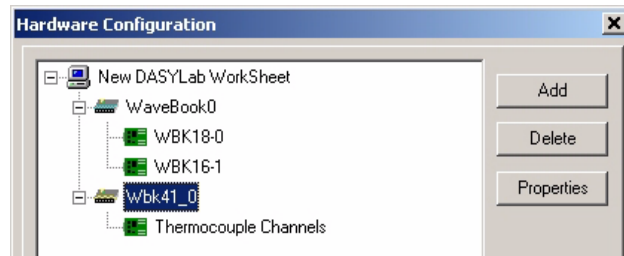 Hardware Configuration
New DASYLab WorkSheet
WaveBook0
WBK18-0
WBK16-1
Wbk41_0
Thermocouple Channels
Add
Delete
Properties